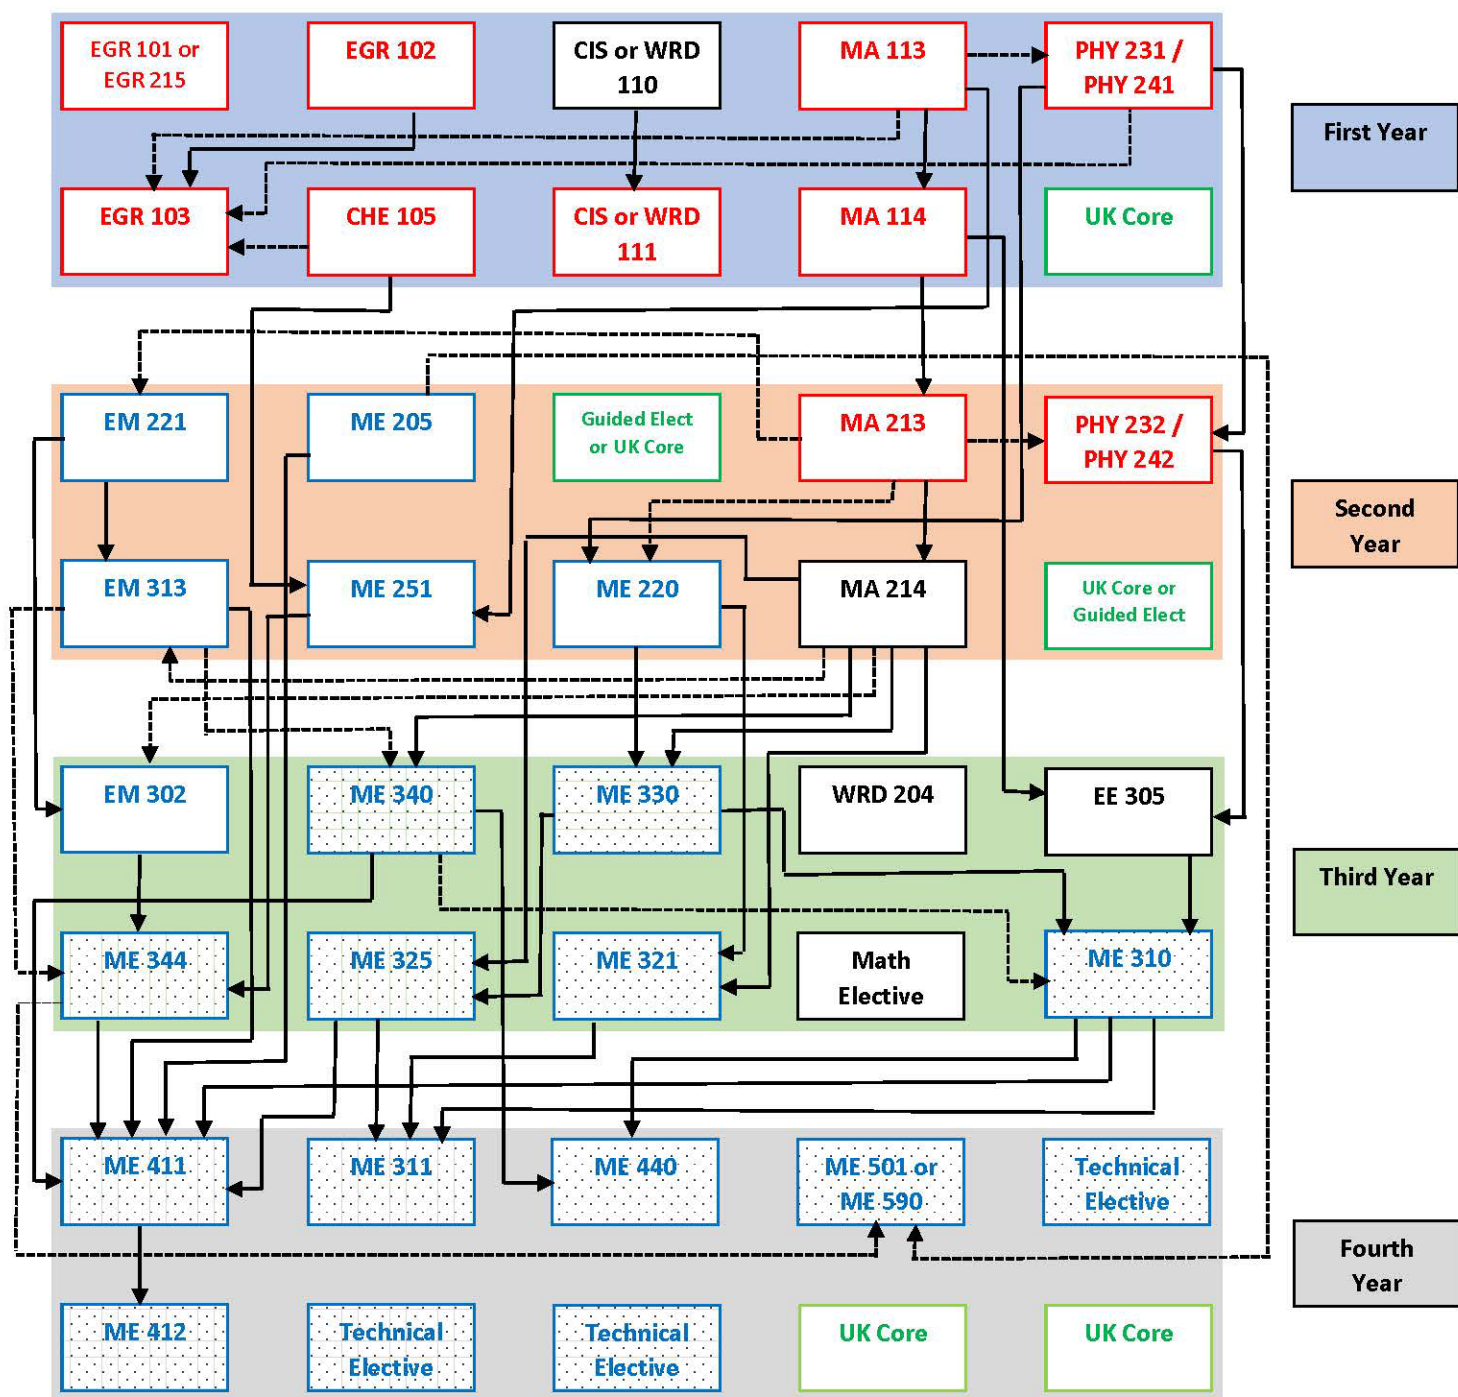 EGR 101 or
EGR 215
EGR 102
CIS or WRD
110
MA 113
PHY 231 /
PHY 241
First Year
EGR 103
CHE 105
CIS or WRD
111
MA 114
UK Core
EM 221
ME 205
Guided Elect
or UK Core
MA 213
PHY 232 /
PHY 242
Second
Year
EM 313
ME 251
ME 220
MA 214
UK Core or
Guided Elect
EM 302
ME 340
ME 330
WRD 204
EE 305
Third Year
ME 344
ME 325
ME 321
Math
Elective
ME 310
ME 411
ME 311
ME 440
ME 501 or
ME 590
Technical
Elective
Fourth
Year
ME 412
Technical
Elective
Technical
Elective
UK Core
UK Core